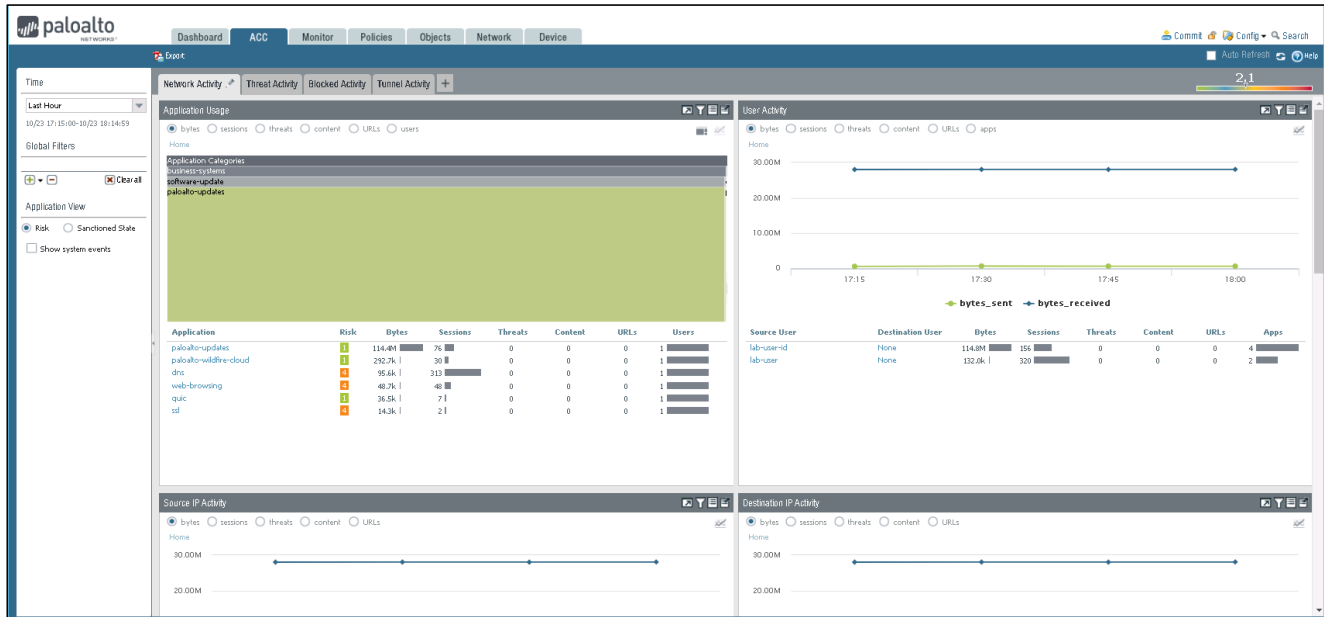 paloalto
NETWORKS
Dashboard ACC Monitor Policies Objects Network Device
Commit Config Search
Export
Auto Refresh Help
Time
Last Hour
10/23 17:15:00-10/23 18:14:59
Global Filters
Clear all
Application View
Risk Sanctioned State
Show system events
Network Activity Threat Activity Blocked Activity Tunnel Activity +
2.1
Application Usage
bytes sessions threats content URLs users
Home
Application Categories
business-systems
software-update
paloalto-updates
Application Risk Bytes Sessions Threats Content URLs Users
paloalto-updates 1 114.4M 76 0 0 0 1
paloalto-wildfire-cloud 1 292.7k 30 0 0 0 1
dns 4 95.6k 313 0 0 0 1
web-browsing 4 48.7k 48 0 0 0 1
quic 1 36.5k 7 0 0 0 1
ssl 4 14.3k 2 0 0 0 1
User Activity
bytes sessions threats content URLs apps
Home
30.00M
20.00M
10.00M
0
17:15 17:30 17:45 18:00
bytes_sent bytes_received
Source User Destination User Bytes Sessions Threats Content URLs Apps
lab-user-id None 114.8M 156 0 0 0 4
lab-user None 132.0k 320 0 0 0 2
Source IP Activity
bytes sessions threats content URLs
Home
30.00M
20.00M
Destination IP Activity
bytes sessions threats content URLs
Home
30.00M
20.00M